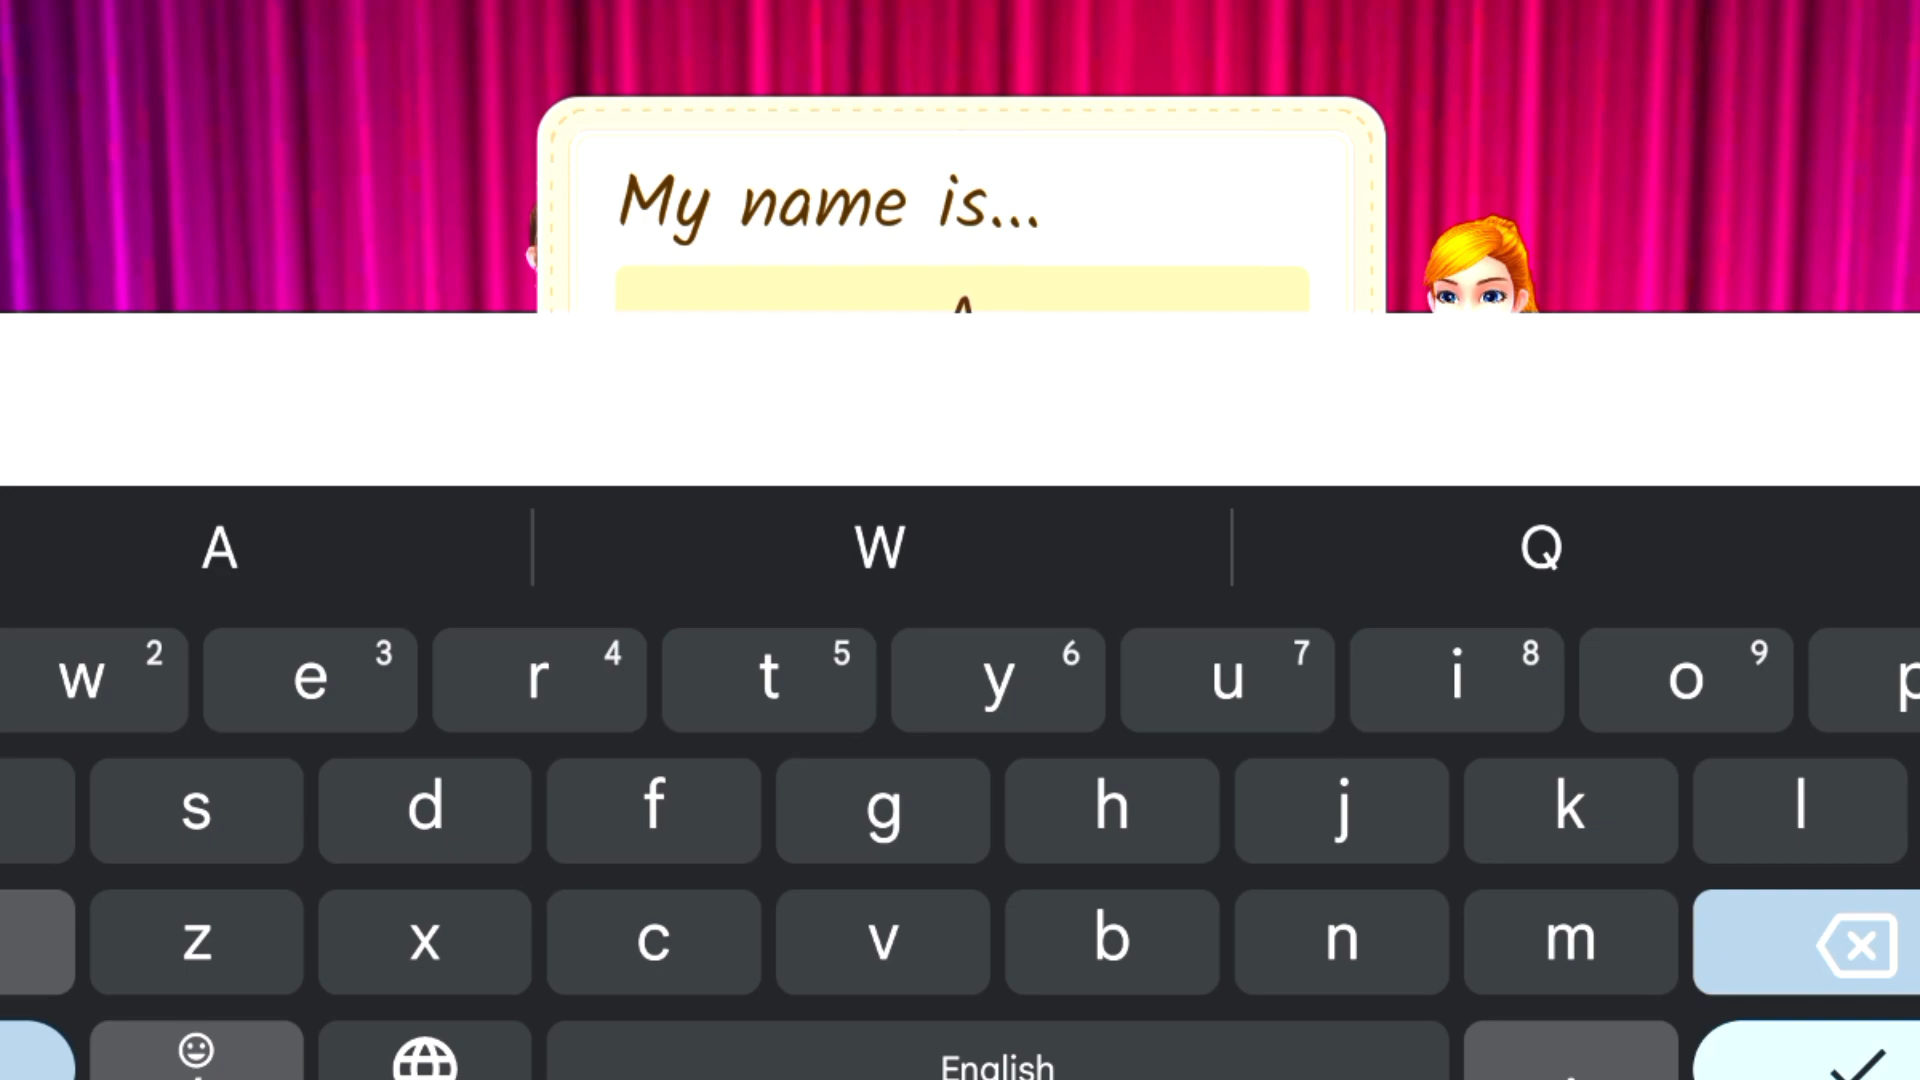 My name is...
A W Q
w 2 e 3 r 4 t 5 y 6 u 7 i 8 o 9 p
s d f g h j k l
z x c v b n m
English